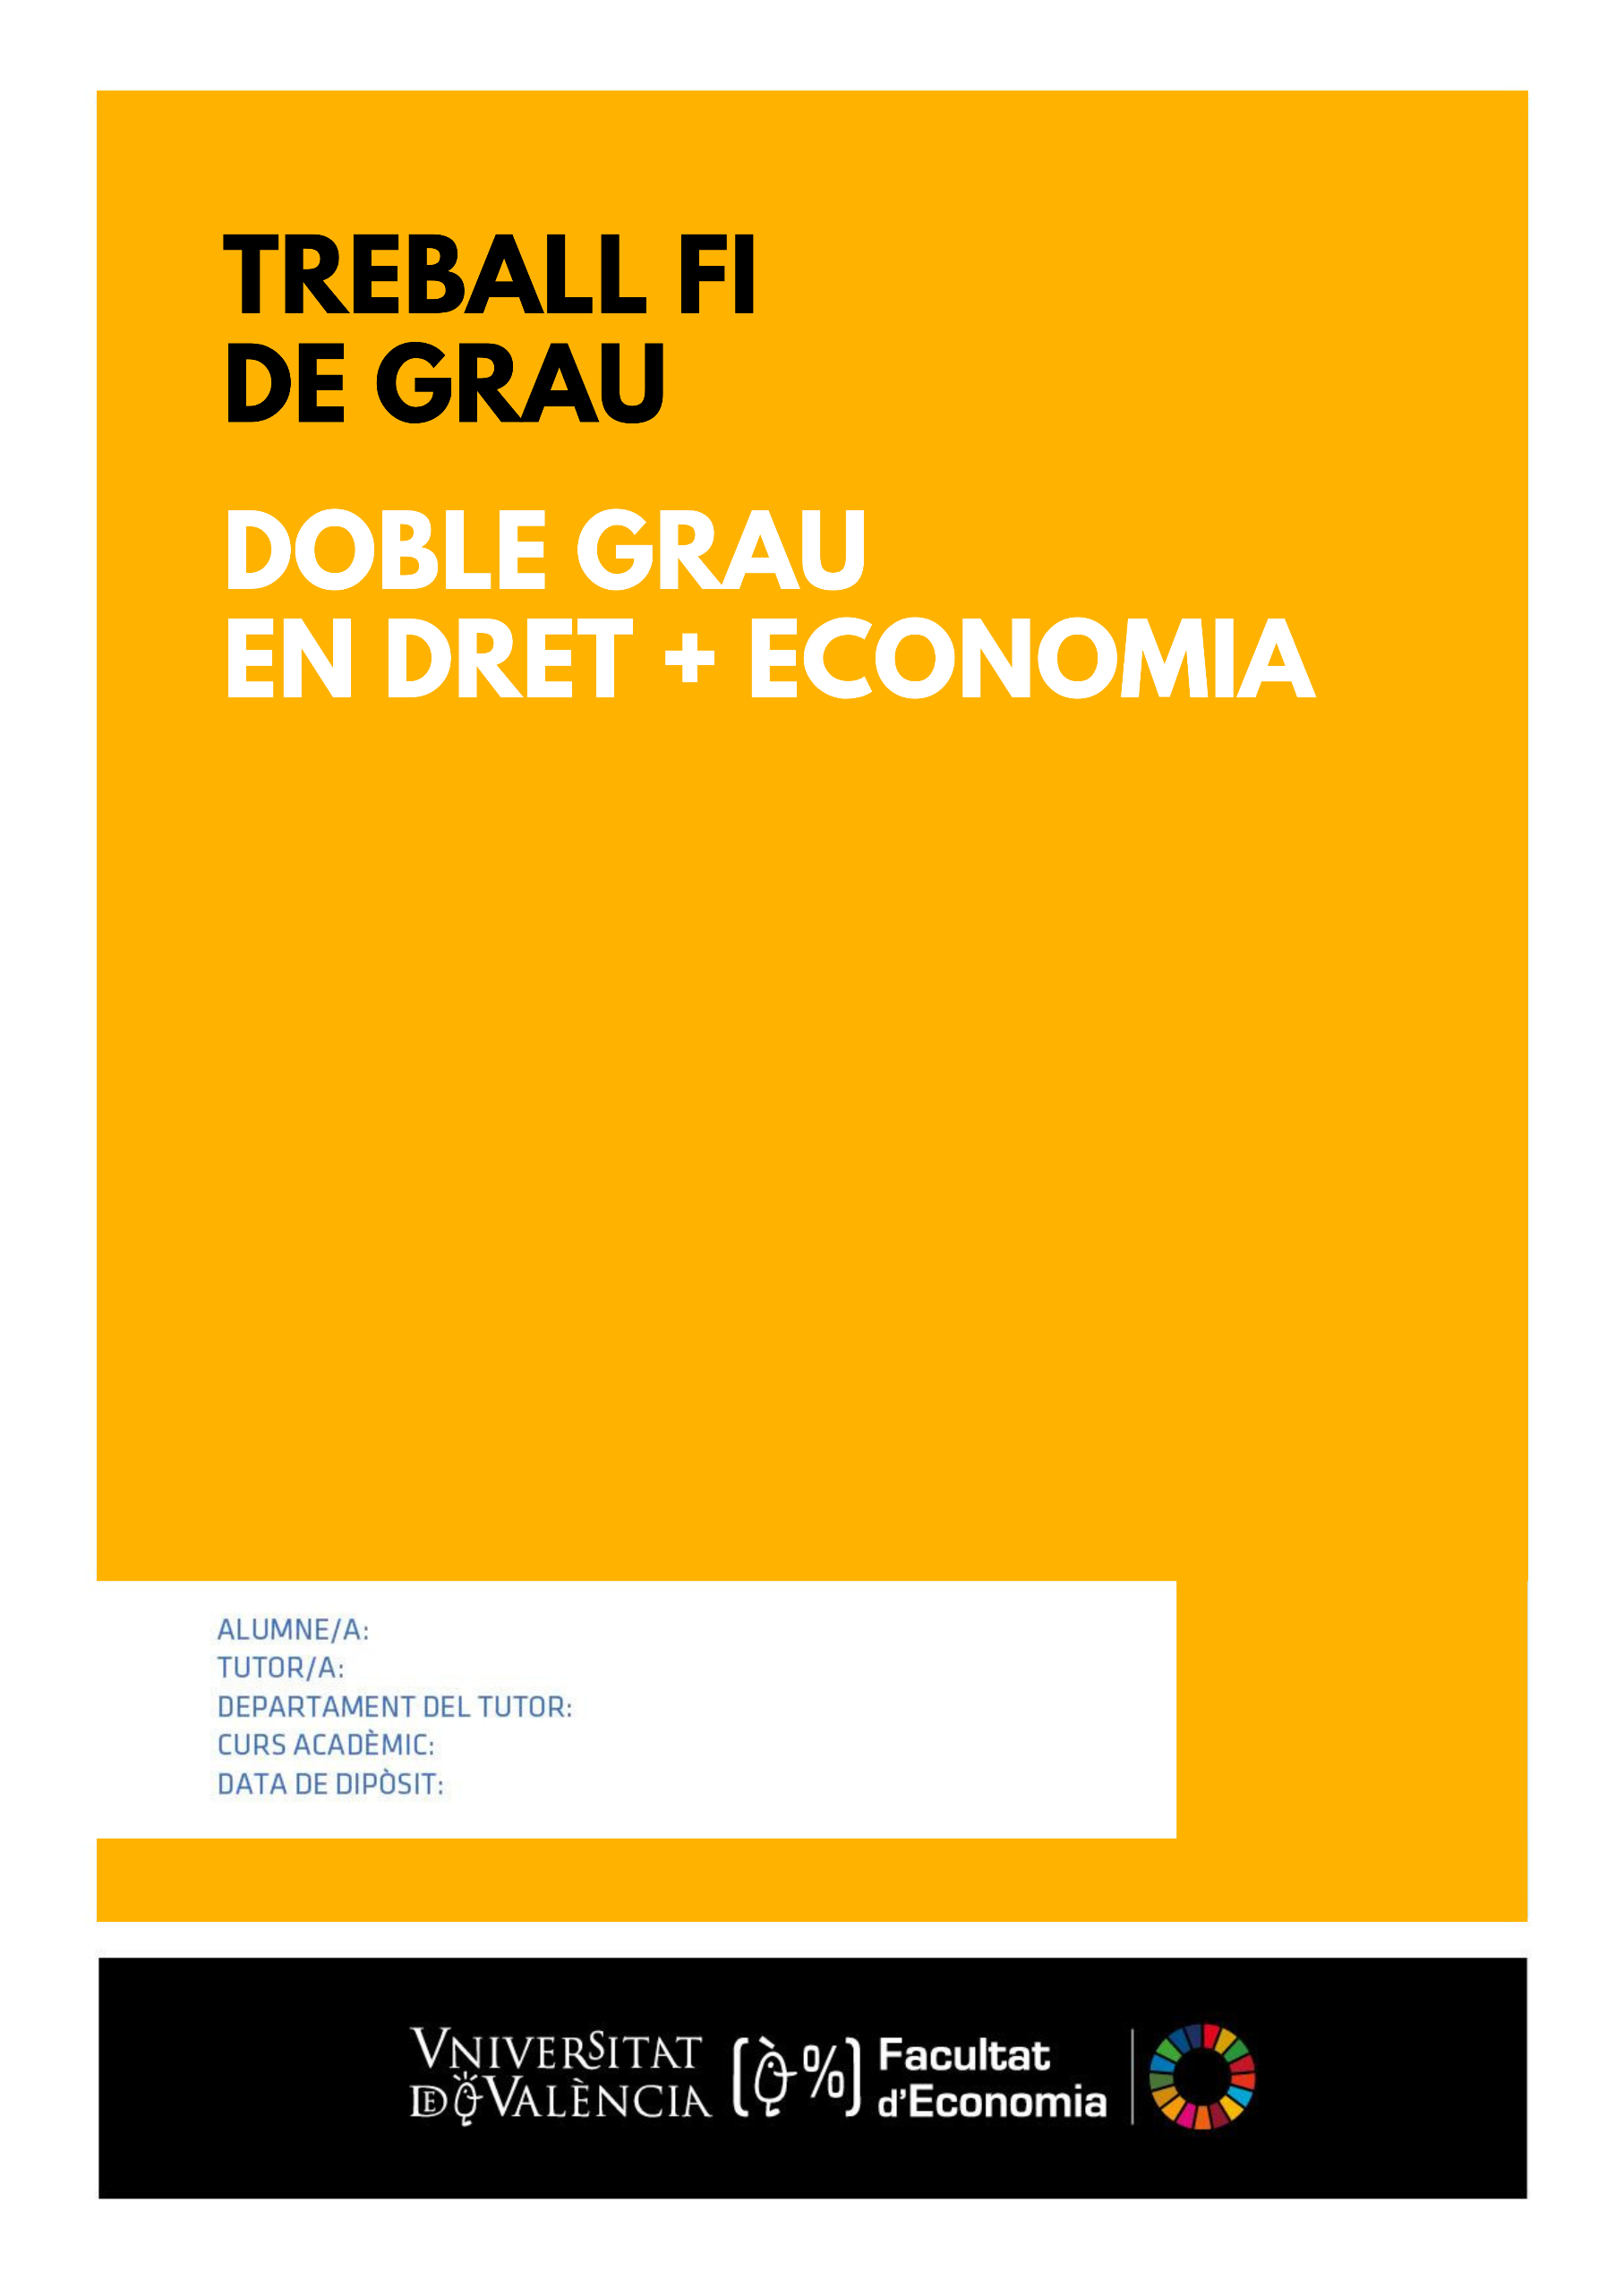 TREBALL FI
DE GRAU
DOBLE GRAU
EN DRET + ECONOMIA
ALUMNE/A:
TUTOR/A:
DEPARTAMENT DEL TUTOR:
CURS ACADÈMIC:
DATA DE DIPÒSIT:
VNIVERSITAT
DE VALÈNCIA
Facultat
d'Economia